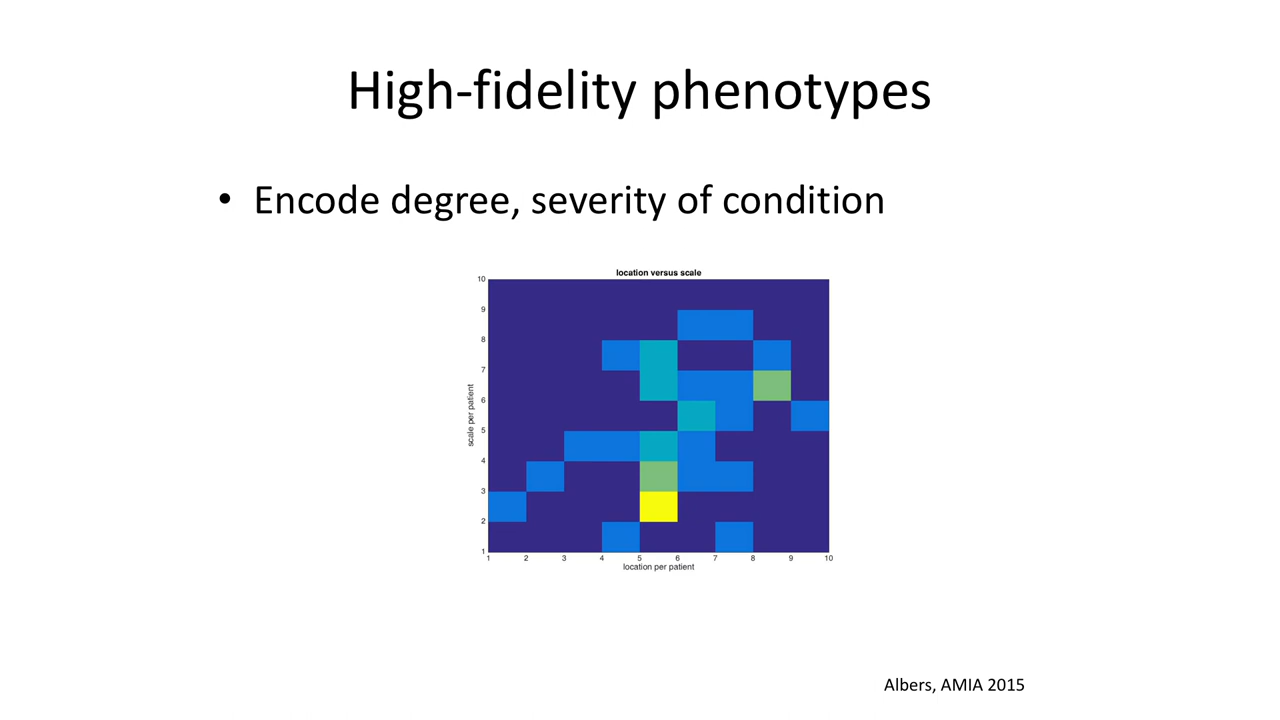 High-fidelity phenotypes
• Encode degree, severity of condition
location versus scale
10
9
8
7
6
5
4
3
2
1
scale per patient
1 2 3 4 5 6 7 8 9 10
location per patient
Albers, AMIA 2015